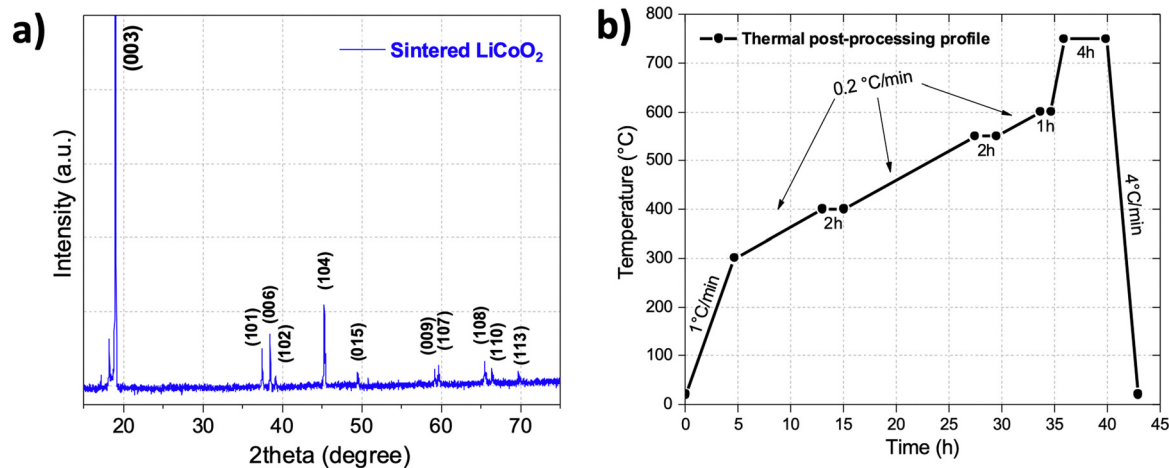 a)
Intensity (a.u.)
Sintered LiCoO₂
(003)
(101)
(006)
(102)
(104)
(015)
(009)
(107)
(108)
(110)
(113)
20 30 40 50 60 70
2theta (degree)
b)
Temperature (°C)
800
700
600
500
400
300
200
100
0
Thermal post-processing profile
0.2 °C/min
1°C/min
2h
2h
1h
4h
4°C/min
0 5 10 15 20 25 30 35 40 45
Time (h)